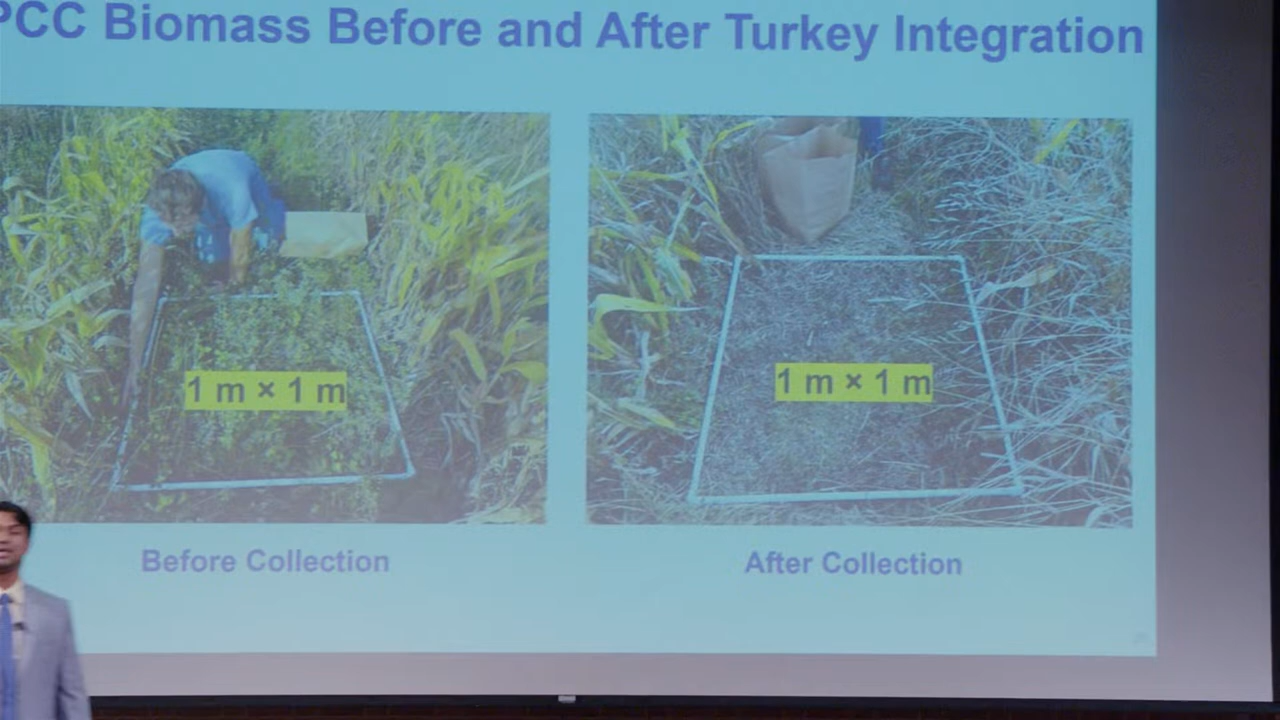 PCC Biomass Before and After Turkey Integration
1 m × 1 m
1 m × 1 m
Before Collection
After Collection